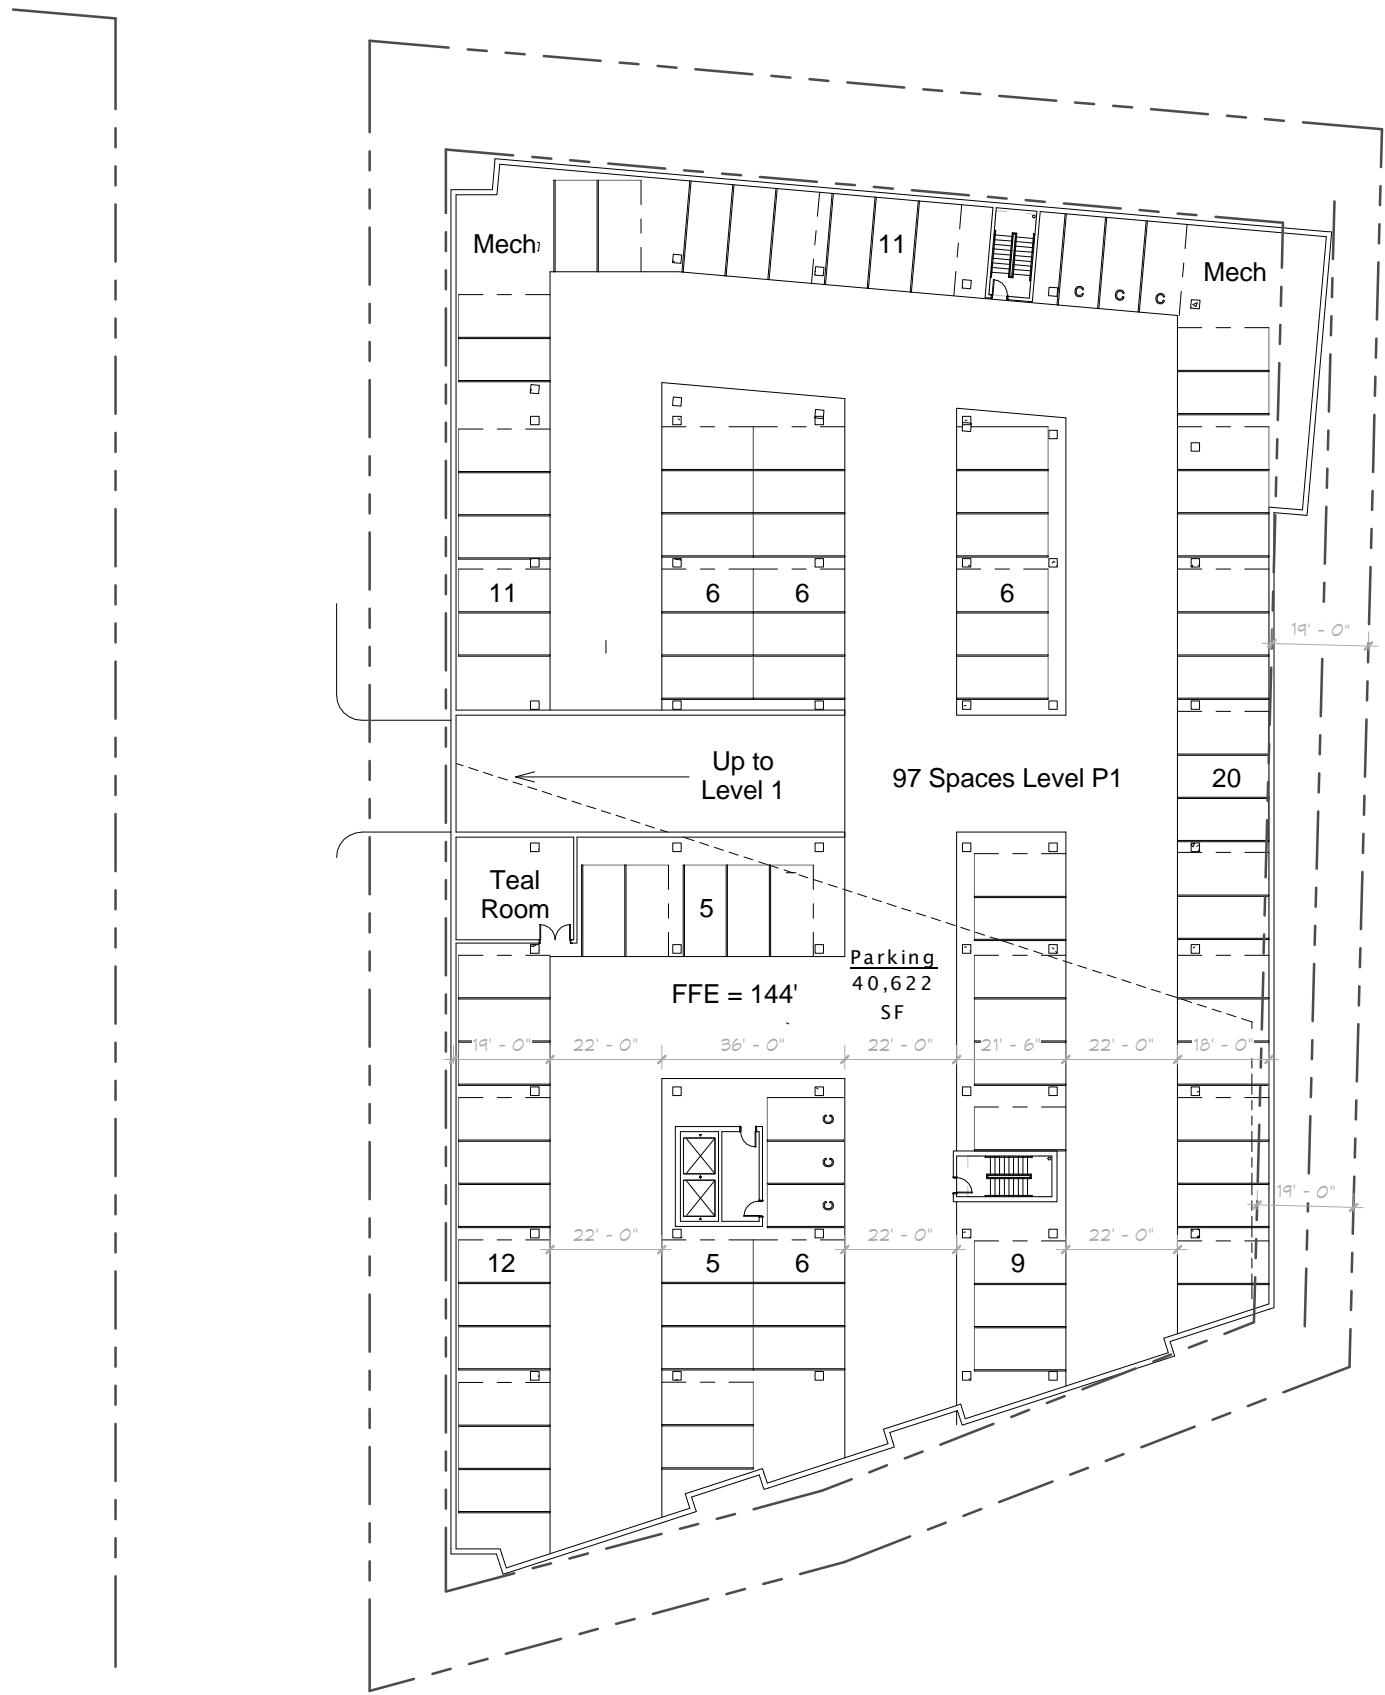 11
Mech
Mech
C
C
C
11
6
6
6
19' - 0"
Up to
Level 1
97 Spaces Level P1
20
Teal
Room
5
Parking
40,622
SF
FFE = 144'
19' - 0"
22' - 0"
36' - 0"
22' - 0"
21' - 6"
22' - 0"
18' - 0"
C
C
C
19' - 0"
22' - 0"
22' - 0"
22' - 0"
12
5
6
9